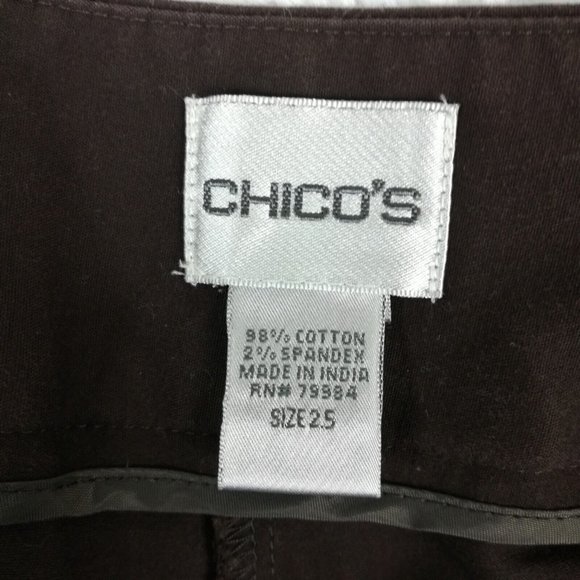 CHICO'S
98% COTTON
2% SPANDEX
MADE IN INDIA
RN# 79984
SIZE 2.5